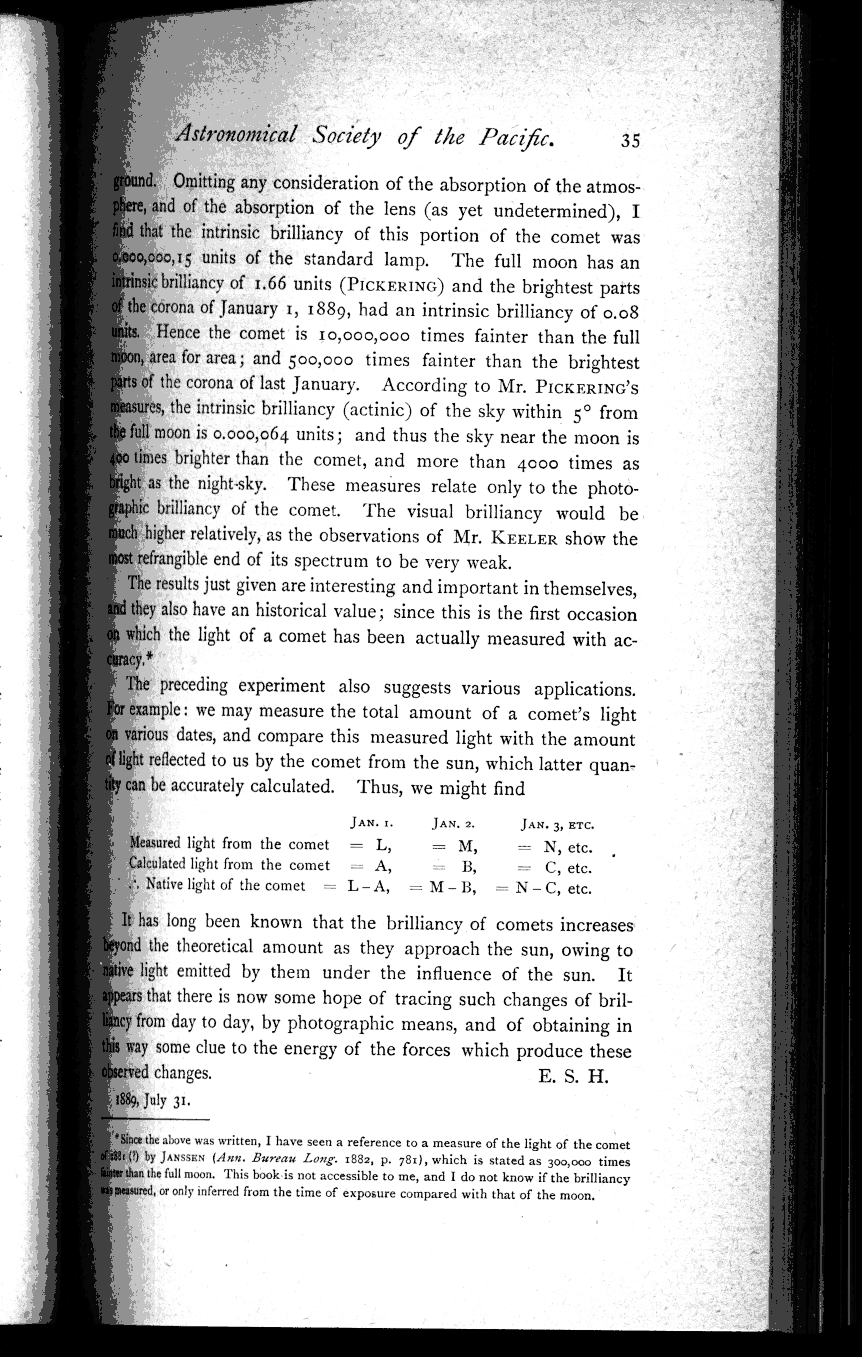 Astronomical Society of the Pacific. 35
ground. Omitting any consideration of the absorption of the atmos-
phere, and of the absorption of the lens (as yet undetermined), I
find that the intrinsic brilliancy of this portion of the comet was
0.000,000,15 units of the standard lamp. The full moon has an
intrinsic brilliancy of 1.66 units (PICKERING) and the brightest parts
of the corona of January 1, 1889, had an intrinsic brilliancy of 0.08
units. Hence the comet is 10,000,000 times fainter than the full
moon, area for area; and 500,000 times fainter than the brightest
parts of the corona of last January. According to Mr. PICKERING'S
measures, the intrinsic brilliancy (actinic) of the sky within 5° from
the full moon is 0.000,064 units; and thus the sky near the moon is
400 times brighter than the comet, and more than 4000 times as
bright as the night-sky. These measures relate only to the photo-
graphic brilliancy of the comet. The visual brilliancy would be
much higher relatively, as the observations of Mr. KEELER show the
most refrangible end of its spectrum to be very weak.
The results just given are interesting and important in themselves,
and they also have an historical value; since this is the first occasion
on which the light of a comet has been actually measured with ac-
curacy.*
The preceding experiment also suggests various applications.
For example: we may measure the total amount of a comet's light
on various dates, and compare this measured light with the amount
of light reflected to us by the comet from the sun, which latter quan-
tity can be accurately calculated. Thus, we might find
JAN. 1. JAN. 2. JAN. 3, ETC.
Measured light from the comet = L, = M, = N, etc.
Calculated light from the comet = A, = B, = C, etc.
∴ Native light of the comet = L – A, = M – B, = N – C, etc.
It has long been known that the brilliancy of comets increases
beyond the theoretical amount as they approach the sun, owing to
native light emitted by them under the influence of the sun. It
appears that there is now some hope of tracing such changes of bril-
liancy from day to day, by photographic means, and of obtaining in
this way some clue to the energy of the forces which produce these
observed changes. E. S. H.
1889, July 31.
*Since the above was written, I have seen a reference to a measure of the light of the comet
of 1881 (?) by JANSSEN (Ann. Bureau Long. 1882, p. 781), which is stated as 300,000 times
fainter than the full moon. This book is not accessible to me, and I do not know if the brilliancy
was measured, or only inferred from the time of exposure compared with that of the moon.